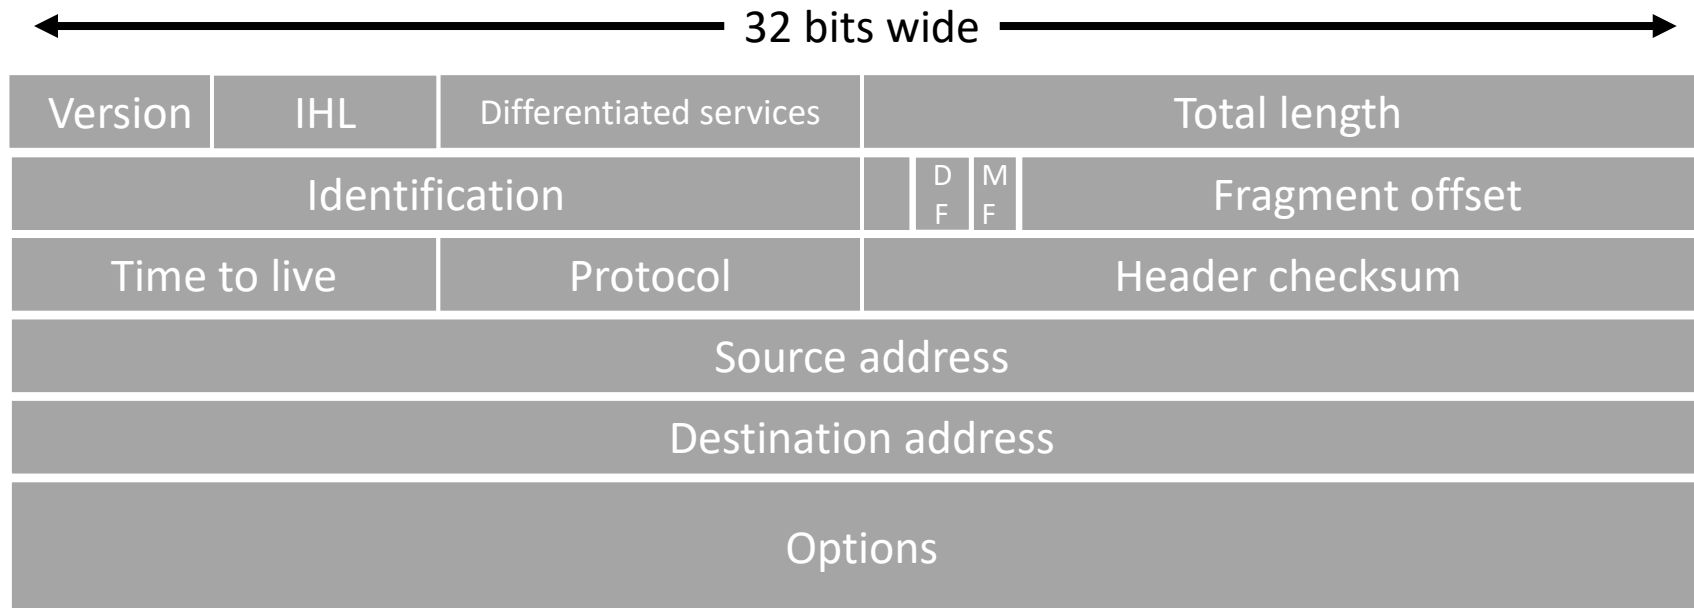 32 bits wide
Version IHL Differentiated services Total length
Identification D F M F Fragment offset
Time to live Protocol Header checksum
Source address
Destination address
Options